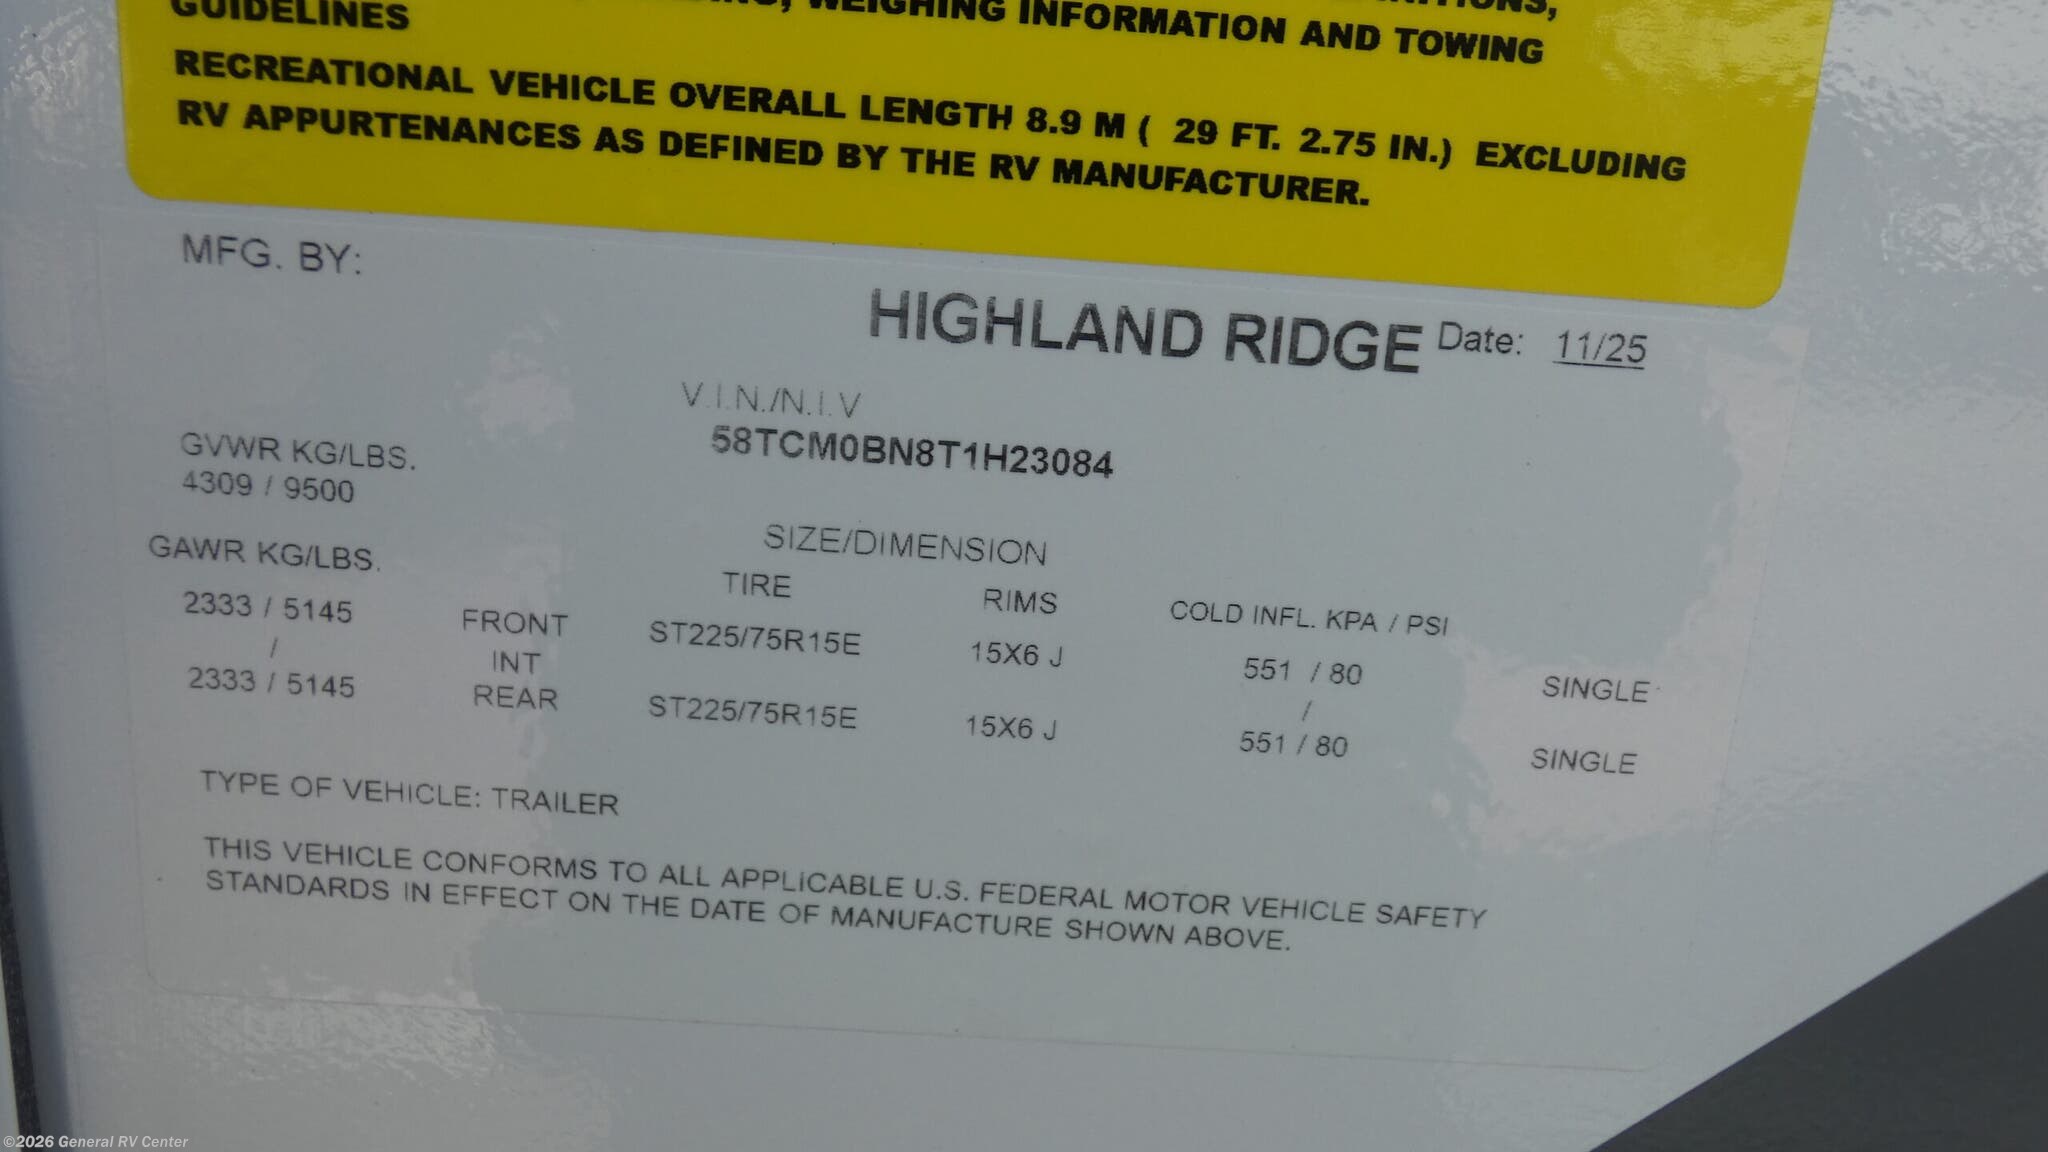 WEIGHING INFORMATION AND TOWING
GUIDELINES
RECREATIONAL VEHICLE OVERALL LENGTH 8.9 M ( 29 FT. 2.75 IN.) EXCLUDING
RV APPURTENANCES AS DEFINED BY THE RV MANUFACTURER.
MFG. BY:
HIGHLAND RIDGE Date: 11/25
V.I.N./N.I.V
58TCM0BN8T1H23084
GVWR KG/LBS.
4309 / 9500
GAWR KG/LBS.
SIZE/DIMENSION
TIRE RIMS COLD INFL. KPA / PSI
2333 / 5145 FRONT ST225/75R15E 15X6 J 551 / 80 SINGLE
/ INT /
2333 / 5145 REAR ST225/75R15E 15X6 J 551 / 80 SINGLE
TYPE OF VEHICLE: TRAILER
THIS VEHICLE CONFORMS TO ALL APPLICABLE U.S. FEDERAL MOTOR VEHICLE SAFETY
STANDARDS IN EFFECT ON THE DATE OF MANUFACTURE SHOWN ABOVE.
©2026 General RV Center